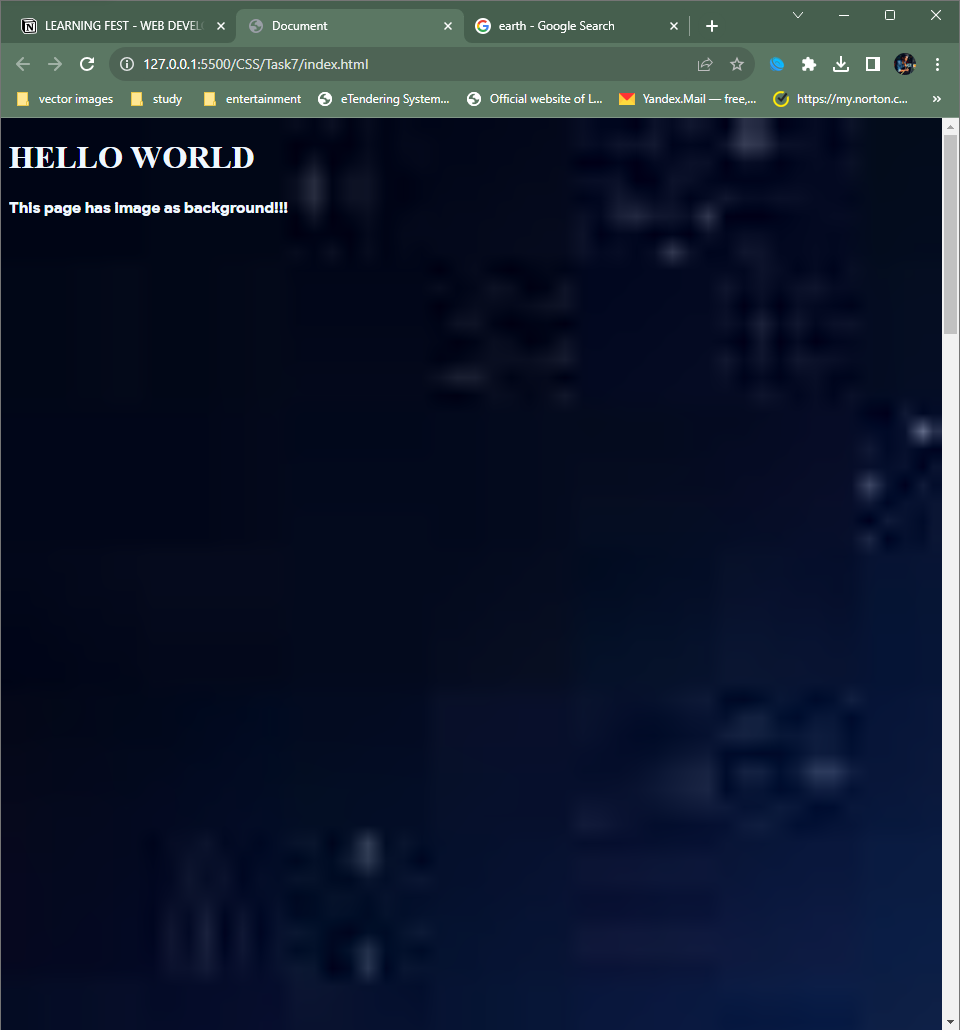 LEARNING FEST - WEB DEVEL
Document
earth - Google Search
127.0.0.1:5500/CSS/Task7/index.html
vector images
study
entertainment
eTendering System...
Official website of L...
Yandex.Mail — free,...
https://my.norton.c...
»
HELLO WORLD
This page has image as background!!!